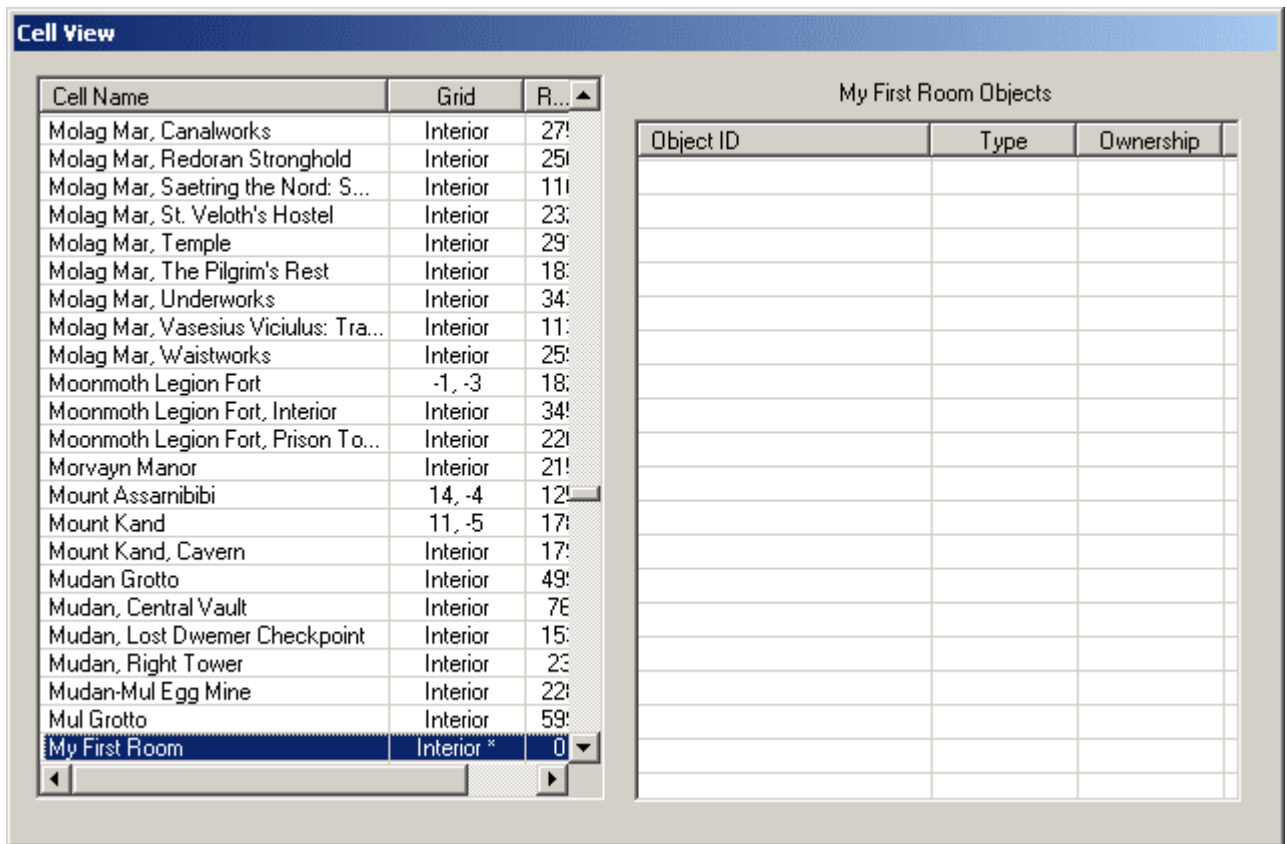 Cell View
My First Room Objects
Cell Name Grid R...
Object ID Type Ownership
Molag Mar, Canalworks Interior
Molag Mar, Redoran Stronghold Interior
Molag Mar, Saetring the Nord: S... Interior
Molag Mar, St. Veloth's Hostel Interior
Molag Mar, Temple Interior
Molag Mar, The Pilgrim's Rest Interior
Molag Mar, Underworks Interior
Molag Mar, Vasesius Viciulus: Tra... Interior
Molag Mar, Waistworks Interior
Moonmoth Legion Fort -1, -3
Moonmoth Legion Fort, Interior Interior
Moonmoth Legion Fort, Prison To... Interior
Morvayn Manor Interior
Mount Assarnibibi 14, -4
Mount Kand 11, -5
Mount Kand, Cavern Interior
Mudan Grotto Interior
Mudan, Central Vault Interior
Mudan, Lost Dwemer Checkpoint Interior
Mudan, Right Tower Interior
Mudan-Mul Egg Mine Interior
Mul Grotto Interior
My First Room Interior * 0